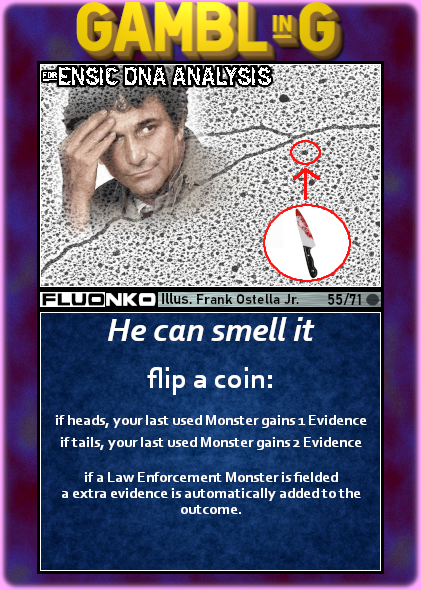 GAMBL IN G
FORENSIC DNA ANALYSIS
FLUONKO Illus. Frank Ostella Jr. 55/71
He can smell it
flip a coin:
if heads, your last used Monster gains 1 Evidence
if tails, your last used Monster gains 2 Evidence
if a Law Enforcement Monster is fielded
a extra evidence is automatically added to the
outcome.